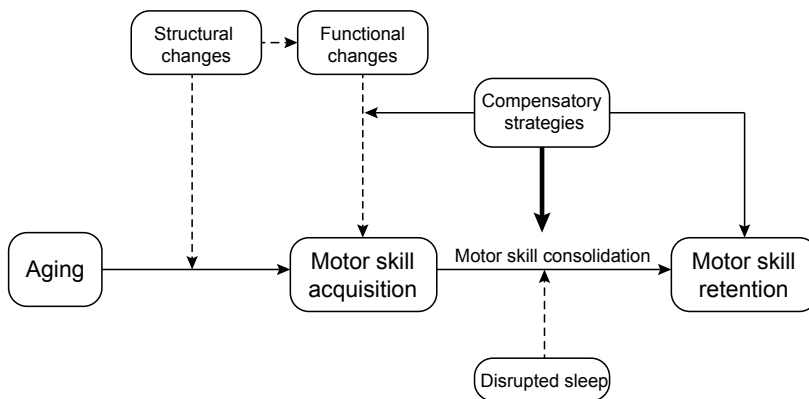 Structural
changes
Functional
changes
Compensatory
strategies
Aging
Motor skill
acquisition
Motor skill consolidation
Motor skill
retention
Disrupted sleep